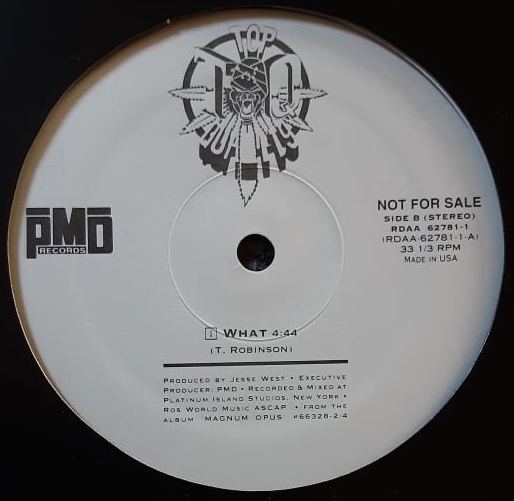 TOP
QUALITY
PMD
RECORDS
NOT FOR SALE
SIDE B (STEREO)
RDAA 62781-1
(RDAA-62781-1-A)
33 1/3 RPM
MADE IN USA
1 WHAT 4:44
(T. ROBINSON)
PRODUCED BY JESSE WEST • EXECUTIVE
PRODUCER, PMD • RECORDED & MIXED AT
PLATINUM ISLAND STUDIOS, NEW YORK •
ROS WORLD MUSIC ASCAP • FROM THE
ALBUM "MAGNUM OPUS" #66328-2/4